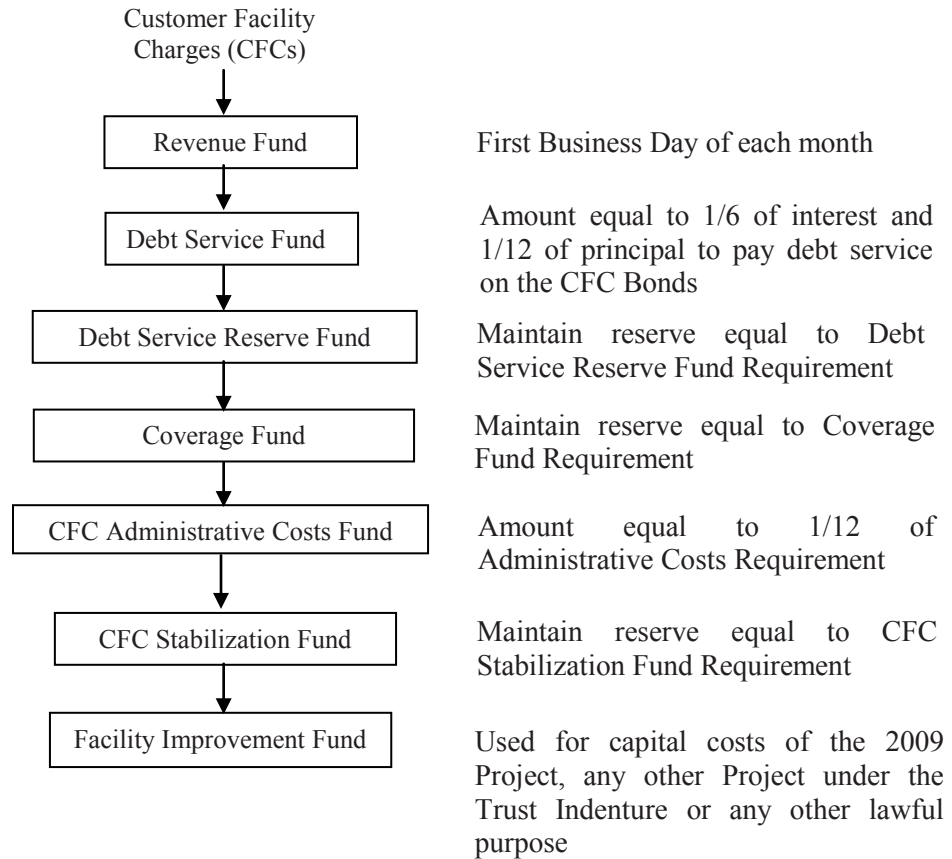 Customer Facility
Charges (CFCs)
Revenue Fund
First Business Day of each month
Debt Service Fund
Amount equal to 1/6 of interest and
1/12 of principal to pay debt service
on the CFC Bonds
Debt Service Reserve Fund
Maintain reserve equal to Debt
Service Reserve Fund Requirement
Coverage Fund
Maintain reserve equal to Coverage
Fund Requirement
CFC Administrative Costs Fund
Amount equal to 1/12 of
Administrative Costs Requirement
CFC Stabilization Fund
Maintain reserve equal to CFC
Stabilization Fund Requirement
Facility Improvement Fund
Used for capital costs of the 2009
Project, any other Project under the
Trust Indenture or any other lawful
purpose